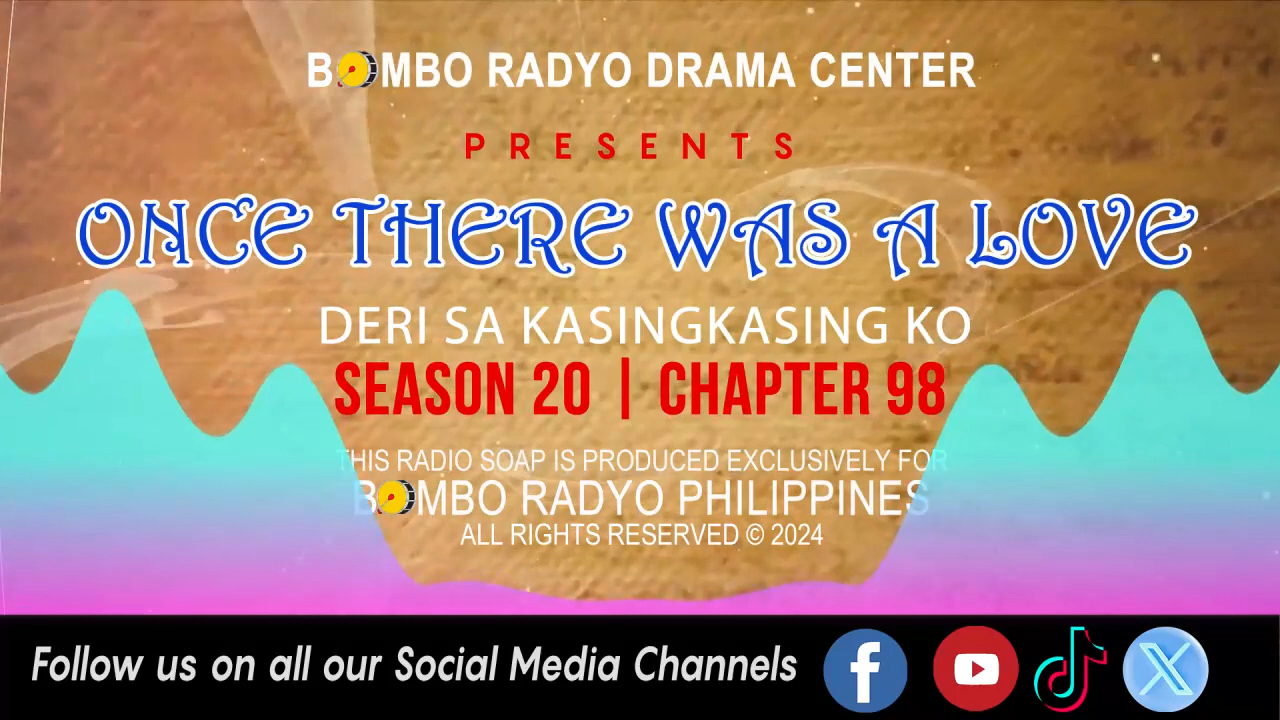 BOMBO RADYO DRAMA CENTER
PRESENTS
ONCE THERE WAS A LOVE
DERI SA KASINGKASING KO
SEASON 20 | CHAPTER 98
THIS RADIO SOAP IS PRODUCED EXCLUSIVELY FOR
BOMBO RADYO PHILIPPINES
ALL RIGHTS RESERVED © 2024
Follow us on all our Social Media Channels